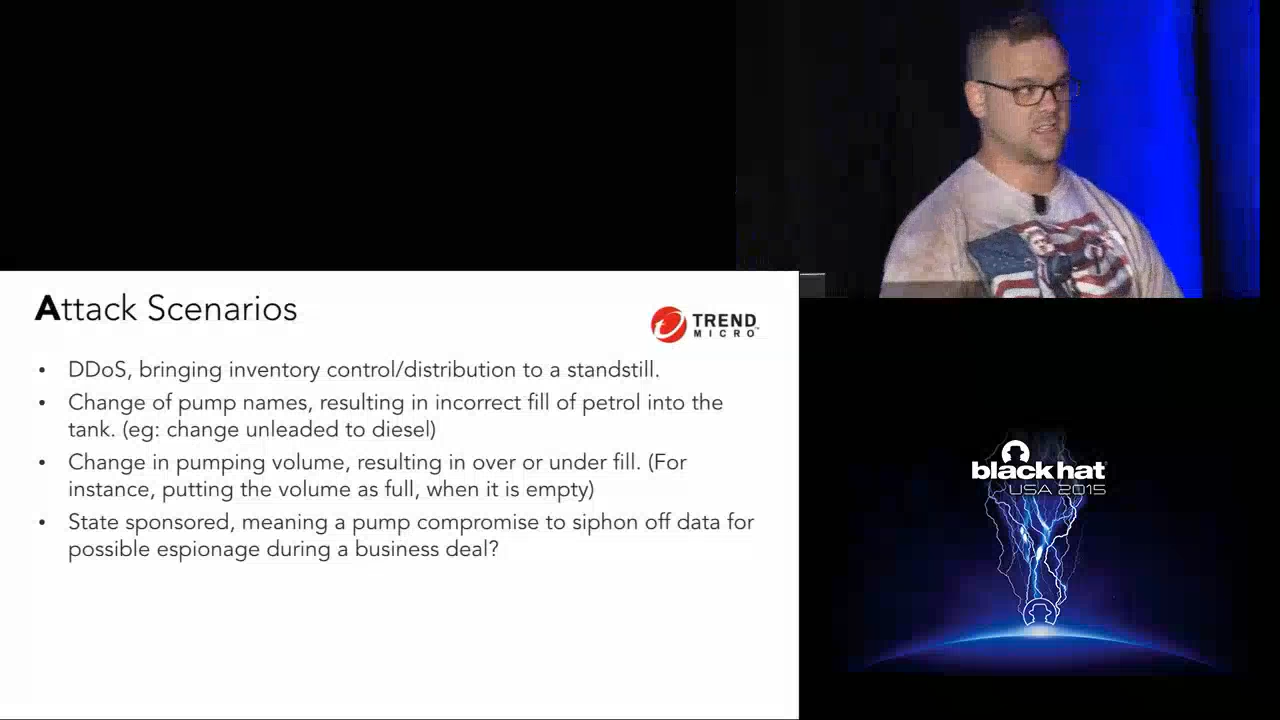 Attack Scenarios
TREND
MICRO
• DDoS, bringing inventory control/distribution to a standstill.
• Change of pump names, resulting in incorrect fill of petrol into the
tank. (eg: change unleaded to diesel)
• Change in pumping volume, resulting in over or under fill. (For
instance, putting the volume as full, when it is empty)
• State sponsored, meaning a pump compromise to siphon off data for
possible espionage during a business deal?
black hat
USA 2015